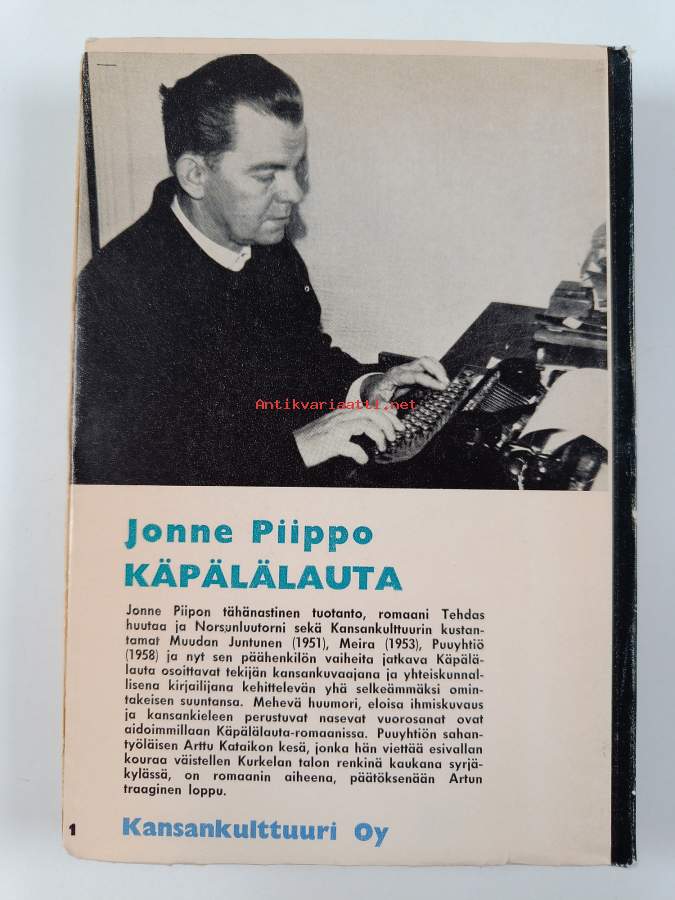 Antikvariaatti.net
Jonne Piippo
KÄPÄLÄLAUTA
Jonne Piipon tähänastinen tuotanto, romaani Tehdas
huutaa ja Norsunluutorni sekä Kansankulttuurin kustan-
tamat Muudan Juntunen (1951), Meira (1953), Puuyhtiö
(1958) ja nyt sen päähenkilön vaiheita jatkava Käpälä-
lauta osoittavat tekijän kansankuvaajana ja yhteiskunnal-
lisena kirjailijana kehittelevän yhä selkeämmäksi omin-
takeisen suuntansa. Mehevä huumori, eloisa ihmiskuvaus
ja kansankieleen perustuvat nasevat vuorosanat ovat
aidoimmillaan Käpälälauta-romaanissa. Puuyhtiön sahan-
työläisen Arttu Kataikon kesä, jonka hän viettää esivallan
kouraa väistellen Kurkelan talon renkinä kaukana syrjä-
kylässä, on romaanin aiheena, päätöksenään Artun
traaginen loppu.
1 Kansankulttuuri Oy